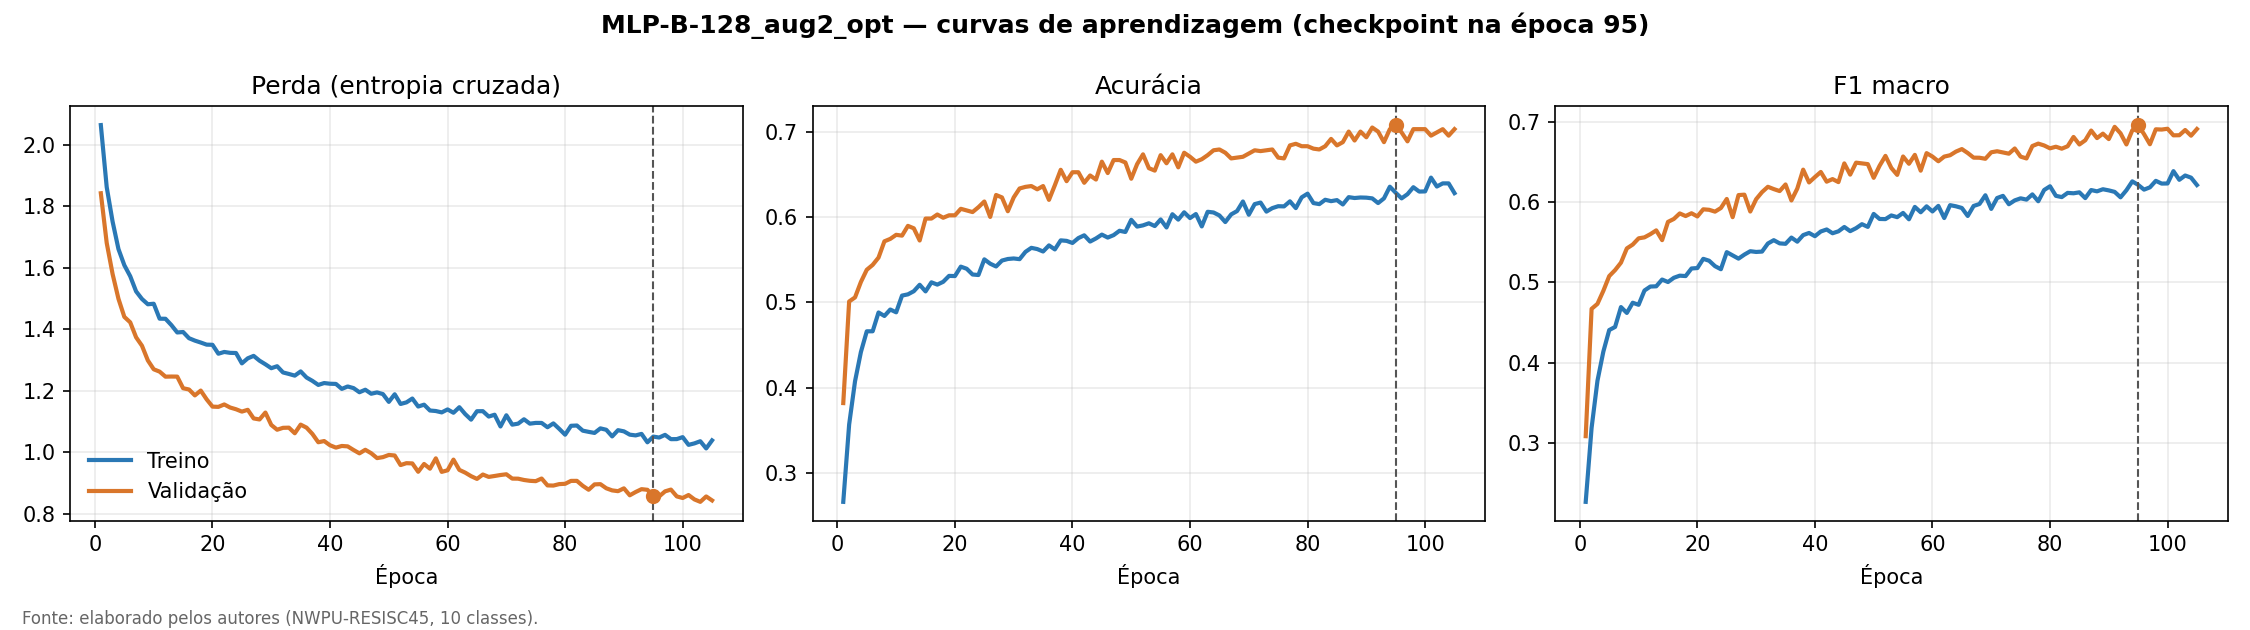 MLP-B-128_aug2_opt — curvas de aprendizagem (checkpoint na época 95)
Perda (entropia cruzada)
2.0
1.8
1.6
1.4
1.2
1.0
0.8
Treino
Validação
0 20 40 60 80 100
Época
Acurácia
0.7
0.6
0.5
0.4
0.3
0 20 40 60 80 100
Época
F1 macro
0.7
0.6
0.5
0.4
0.3
0 20 40 60 80 100
Época
Fonte: elaborado pelos autores (NWPU-RESISC45, 10 classes).